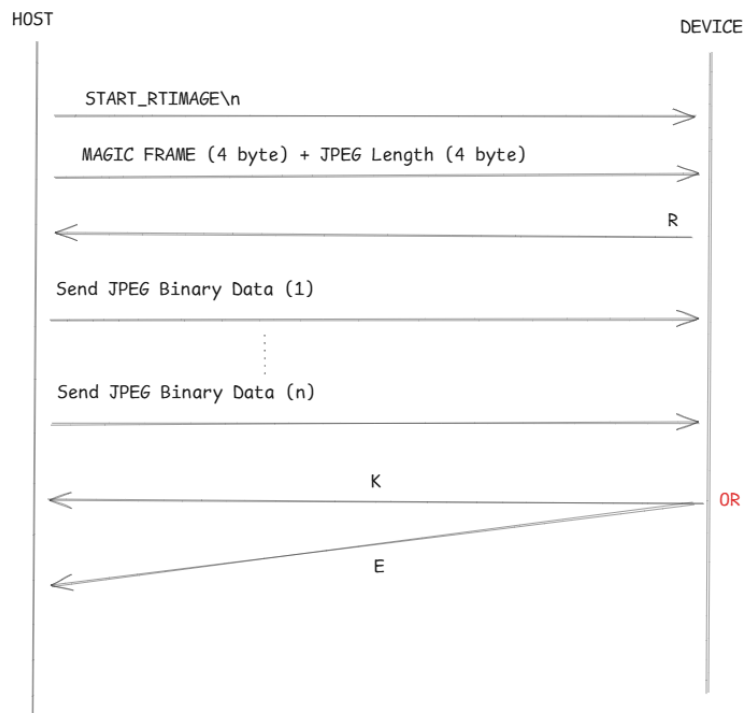 HOST
DEVICE
START_RTIMAGE\n
MAGIC FRAME (4 byte) + JPEG Length (4 byte)
R
Send JPEG Binary Data (1)
Send JPEG Binary Data (n)
K
OR
E